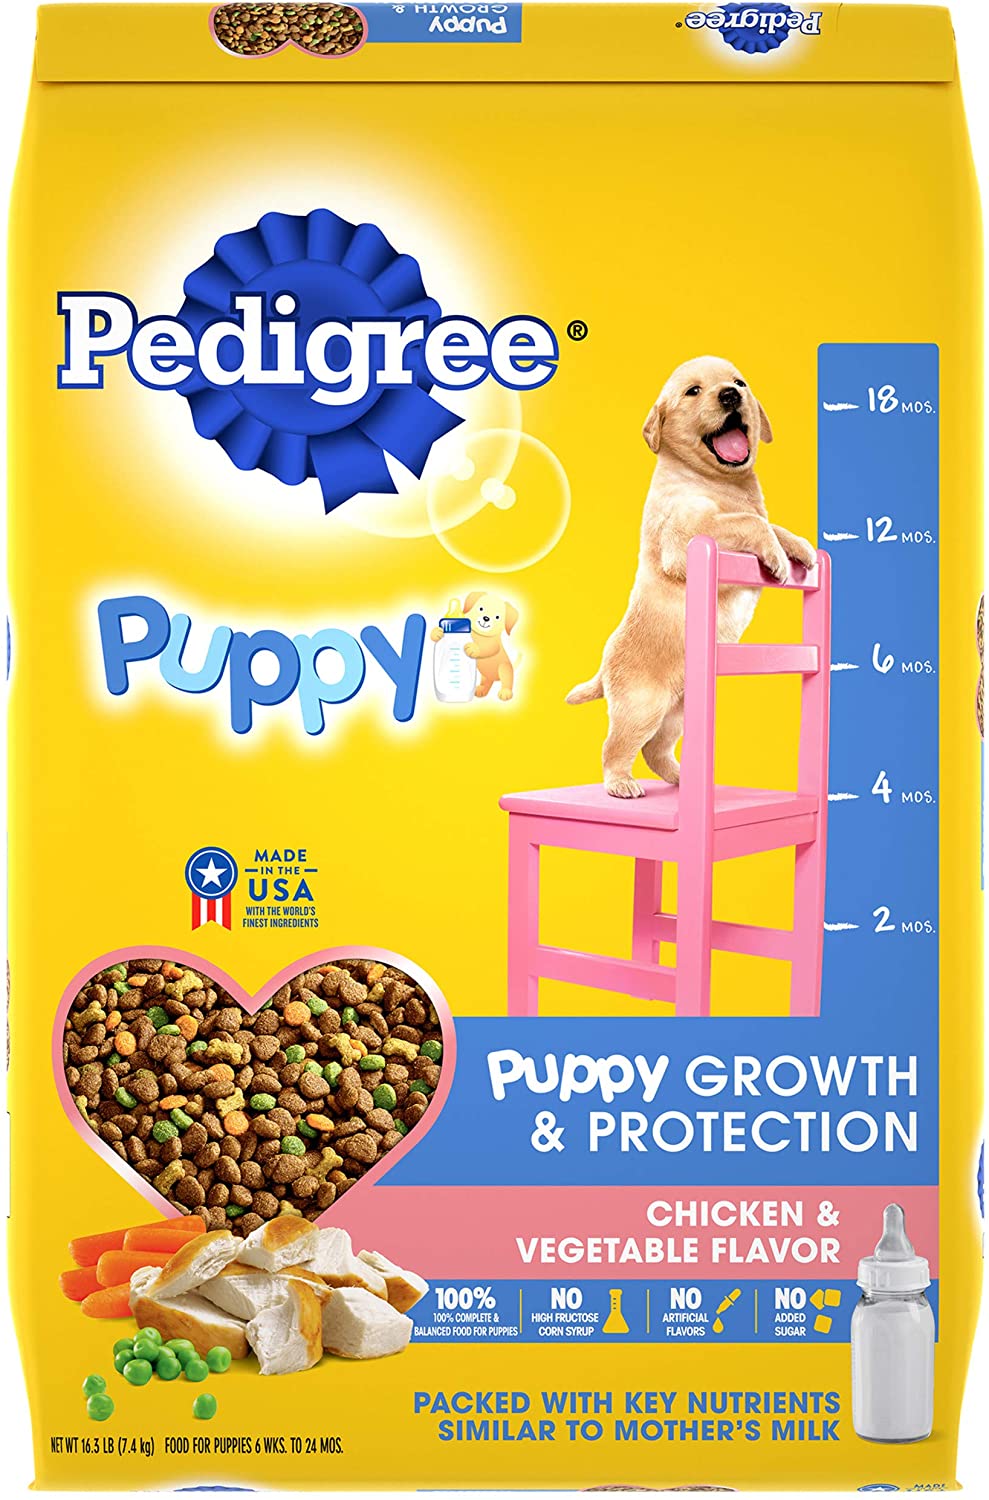 Puppy
GROWTH &
Pedigree®
Pedigree®
18 MOS.
12 MOS.
Puppy
6 MOS.
4 MOS.
2 MOS.
MADE
IN THE
USA
WITH THE WORLD'S
FINEST INGREDIENTS
Puppy GROWTH
& PROTECTION
CHICKEN &
VEGETABLE FLAVOR
100%
100% COMPLETE &
BALANCED FOOD FOR PUPPIES
NO
HIGH FRUCTOSE
CORN SYRUP
NO
ARTIFICIAL
FLAVORS
NO
ADDED
SUGAR
PACKED WITH KEY NUTRIENTS
SIMILAR TO MOTHER'S MILK
NET WT 16.3 LB (7.4 kg) FOOD FOR PUPPIES 6 WKS. TO 24 MOS.